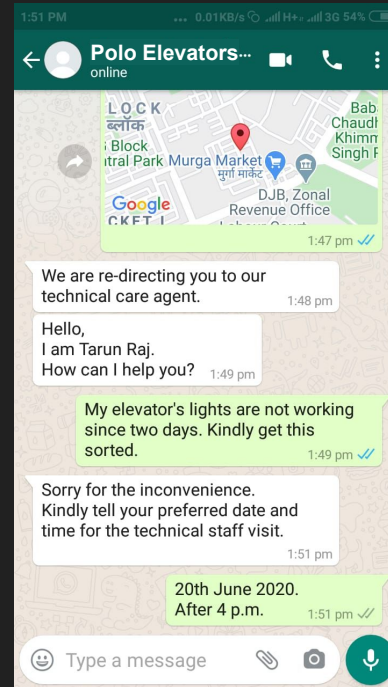 1:51 PM
... 0.01KB/s H+ 3G 54%
Polo Elevators...
online
LOCK
ब्लॉक
Block
Bab
Chaudh
Khimm
Singh F
ntral Park Murga Market
मुर्गा मार्केट
DJB, Zonal
Revenue Office
Google
1:47 pm
We are re-directing you to our
technical care agent.
1:48 pm
Hello,
I am Tarun Raj.
How can I help you?
1:49 pm
My elevator's lights are not working
since two days. Kindly get this
sorted.
1:49 pm
Sorry for the inconvenience.
Kindly tell your preferred date and
time for the technical staff visit.
1:51 pm
20th June 2020.
After 4 p.m.
1:51 pm
Type a message